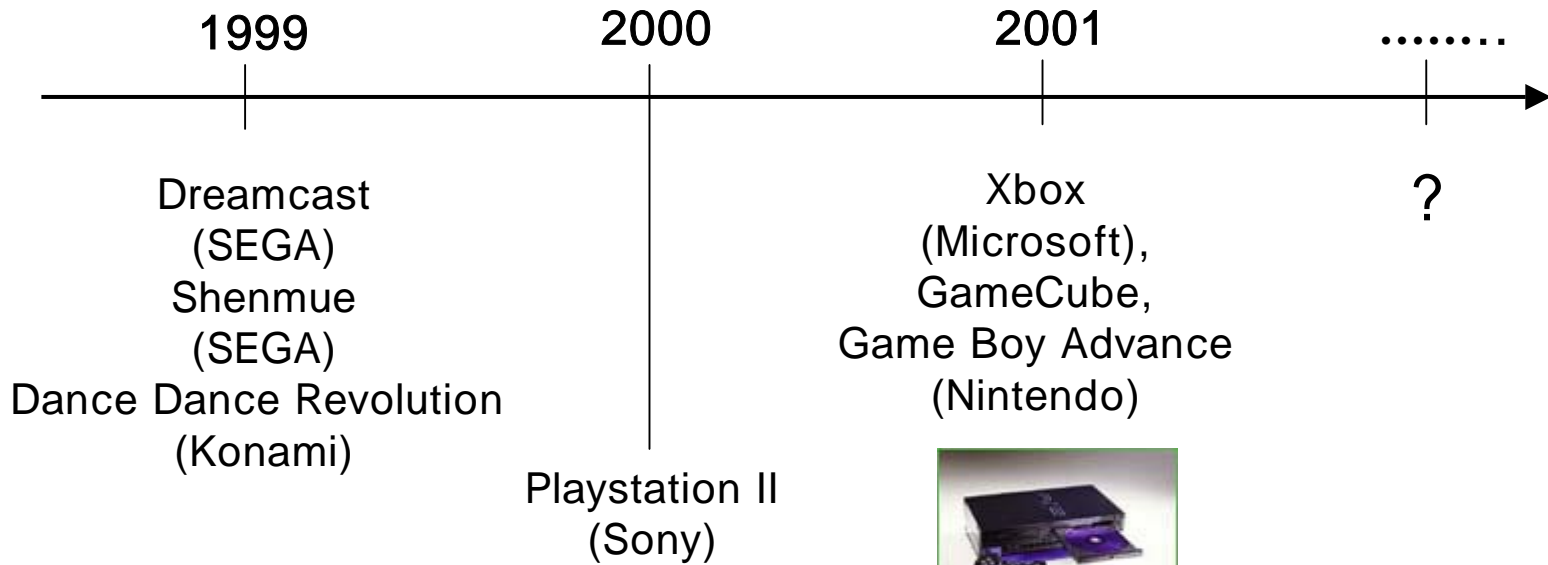 1999
2000
2001
........
Dreamcast
(SEGA)
Shenmue
(SEGA)
Dance Dance Revolution
(Konami)
Playstation II
(Sony)
Xbox
(Microsoft),
GameCube,
Game Boy Advance
(Nintendo)
?